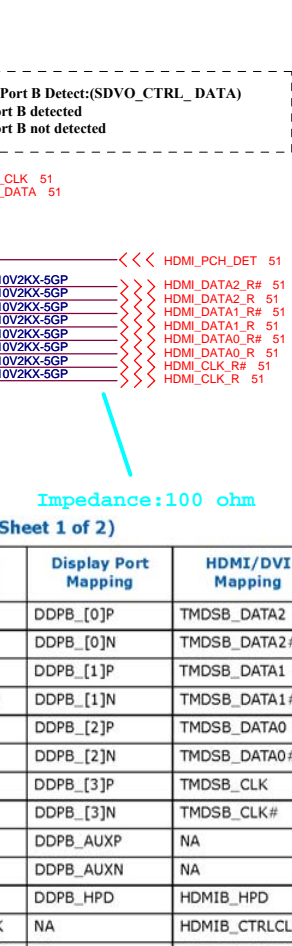 Port B Detect:(SDVO_CTRL_ DATA)
rt B detected
rt B not detected
_CLK 51
_DATA 51
HDMI_PCH_DET 51
10V2KX-5GP HDMI_DATA2_R# 51
10V2KX-5GP HDMI_DATA2_R 51
10V2KX-5GP HDMI_DATA1_R# 51
10V2KX-5GP HDMI_DATA1_R 51
10V2KX-5GP HDMI_DATA0_R# 51
10V2KX-5GP HDMI_DATA0_R 51
10V2KX-5GP HDMI_CLK_R# 51
10V2KX-5GP HDMI_CLK_R 51
Impedance:100 ohm
Sheet 1 of 2)
Display Port HDMI/DVI
Mapping Mapping
DDPB_[0]P TMDSB_DATA2
DDPB_[0]N TMDSB_DATA2#
DDPB_[1]P TMDSB_DATA1
DDPB_[1]N TMDSB_DATA1#
DDPB_[2]P TMDSB_DATA0
DDPB_[2]N TMDSB_DATA0#
DDPB_[3]P TMDSB_CLK
DDPB_[3]N TMDSB_CLK#
DDPB_AUXP NA
DDPB_AUXN NA
DDPB_HPD HDMIB_HPD
K NA HDMIB_CTRLCL